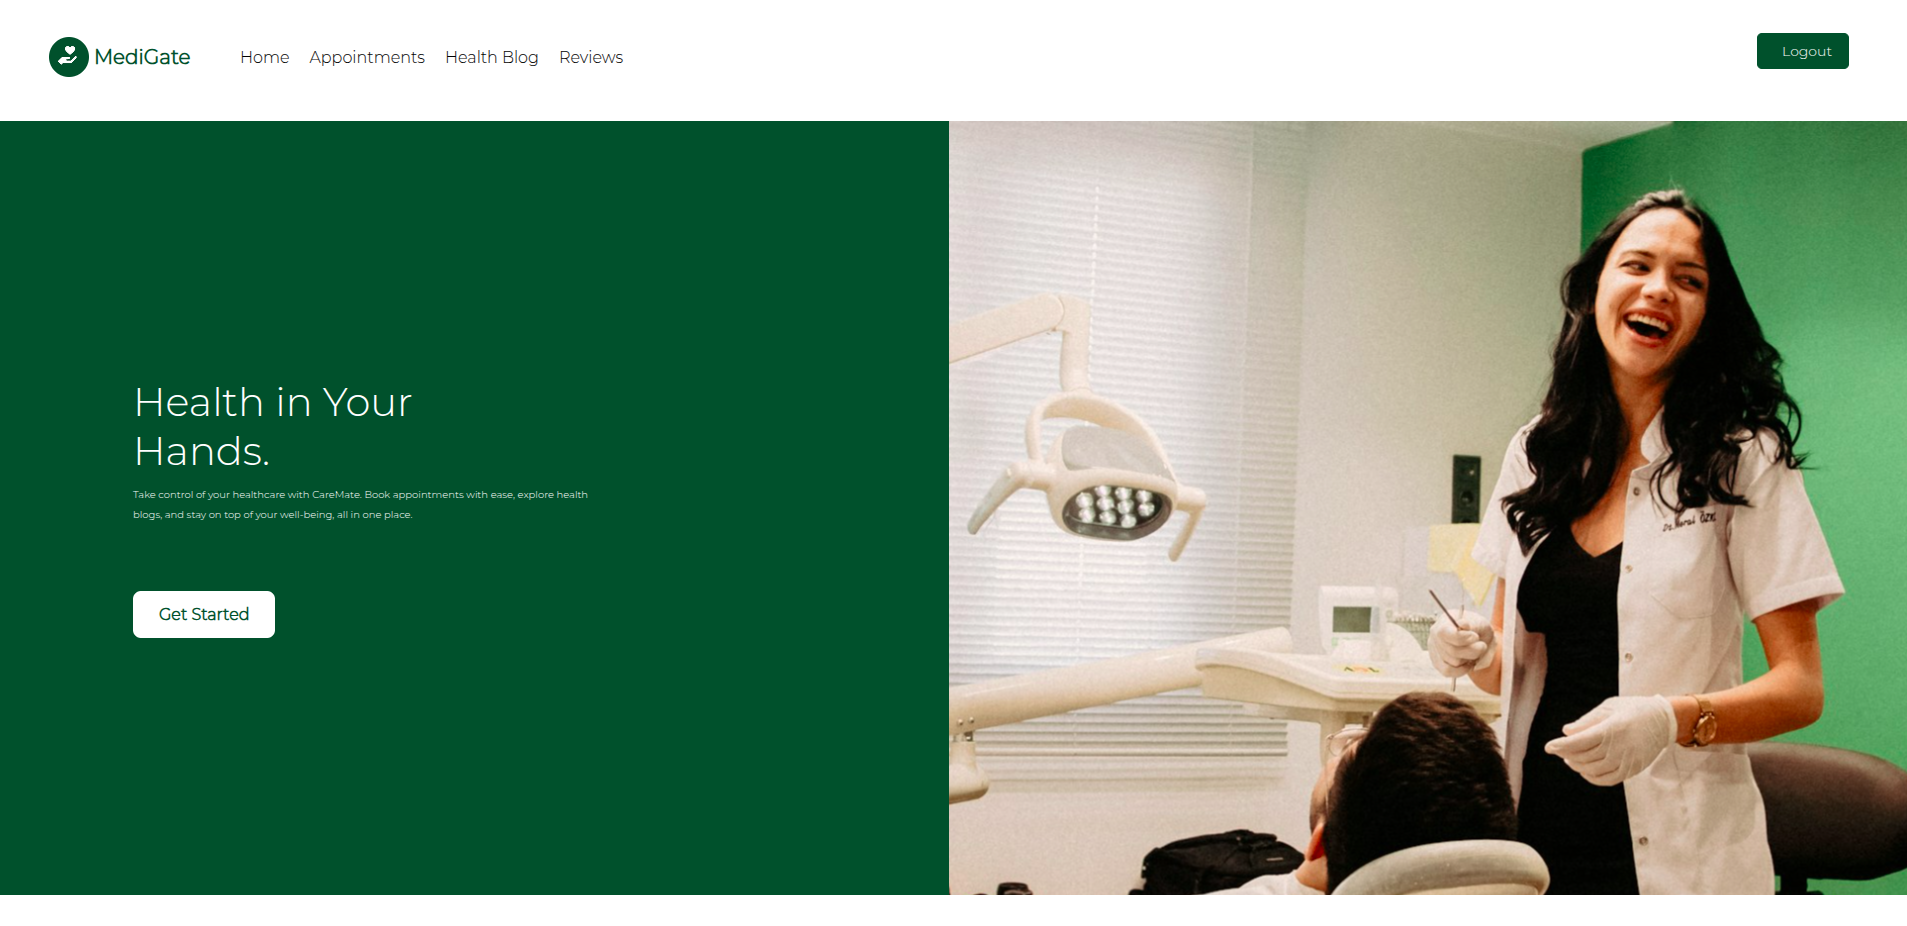 MediGate
Home Appointments Health Blog Reviews
Logout
Health in Your
Hands.
Take control of your healthcare with CareMate. Book appointments with ease, explore health
blogs, and stay on top of your well-being, all in one place.
Get Started